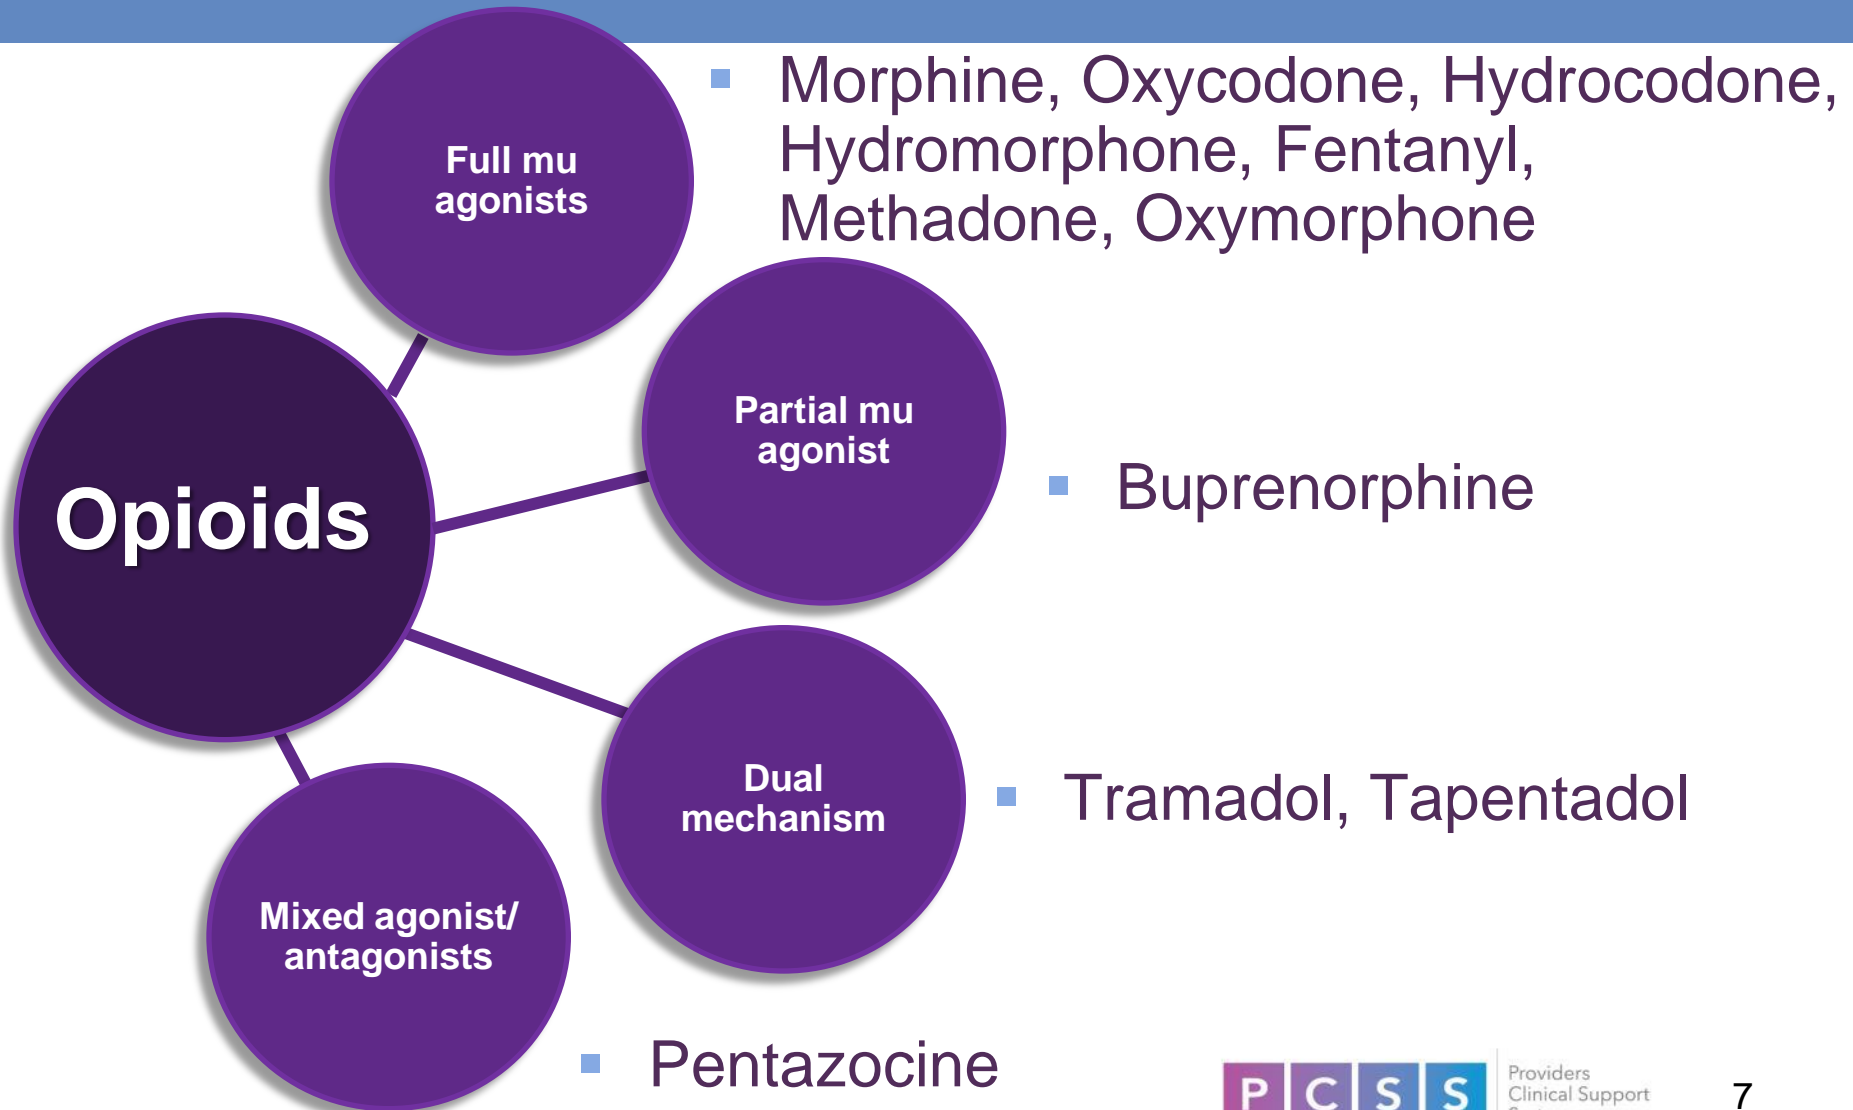 Full mu
agonists
Morphine, Oxycodone, Hydrocodone,
Hydromorphone, Fentanyl,
Methadone, Oxymorphone
Partial mu
agonist
Buprenorphine
Opioids
Dual
mechanism
Tramadol, Tapentadol
Mixed agonist/
antagonists
Pentazocine
PCSS
Providers
Clinical Support
7